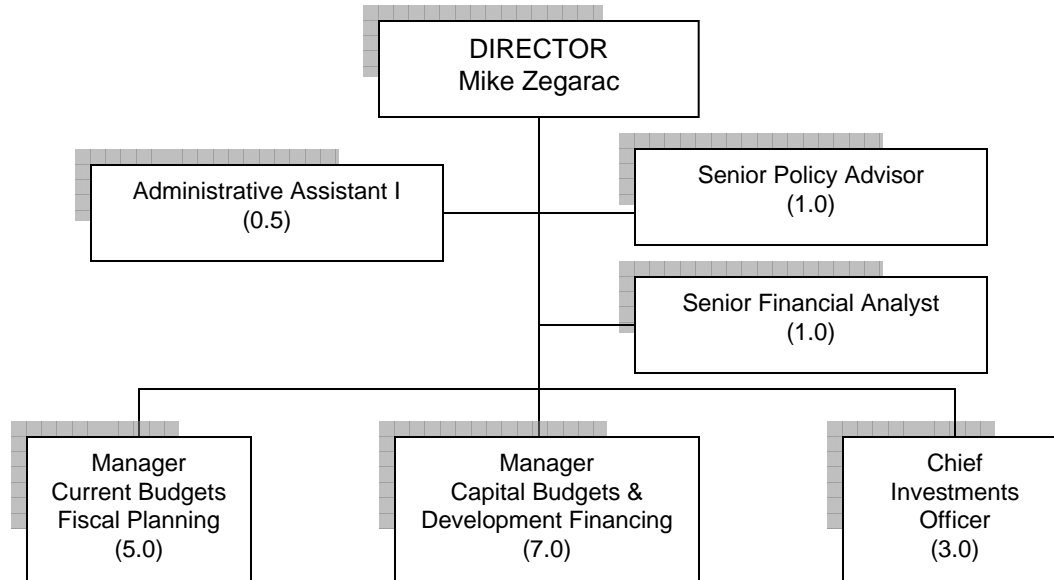 DIRECTOR
Mike Zegarac
Administrative Assistant I
(0.5)
Senior Policy Advisor
(1.0)
Senior Financial Analyst
(1.0)
Manager
Current Budgets
Fiscal Planning
(5.0)
Manager
Capital Budgets &
Development Financing
(7.0)
Chief
Investments
Officer
(3.0)